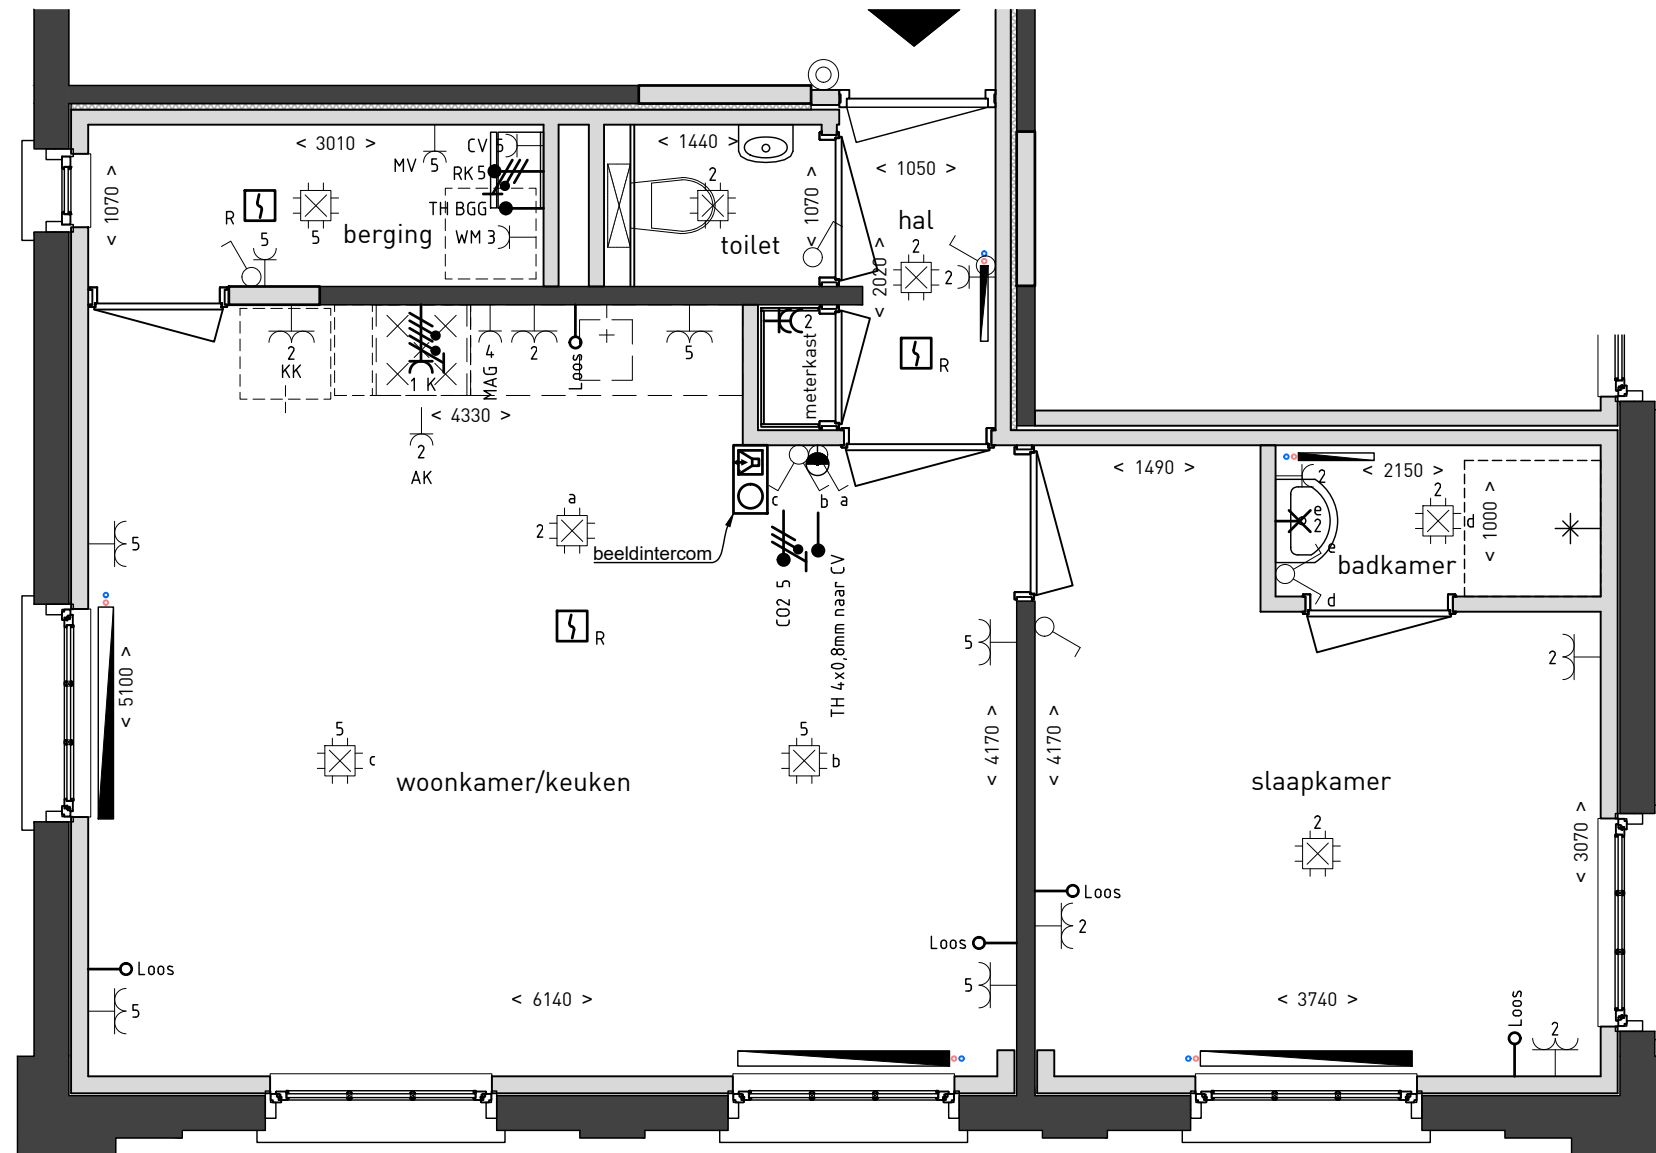 < 3010 >
MV 5
CV 5
RK 5
TH BGG
WM 3
< 1070 >
R
5
5
berging
< 1440 >
2
< 1070 >
toilet
< 1050 >
hal
2
2
< 2020 >
R
2
meterkast
2
KK
1 K
MAG 4
2
Loos
5
< 4330 >
2
AK
a
2
beeldintercom
c
b
a
CO2 5
TH 4x0,8mm naar CV
R
5
< 5100 >
5
c
5
b
woonkamer/keuken
5
< 4170 >
< 4170 >
Loos
5
Loos
5
< 6140 >
< 1490 >
2
< 2150 >
2
d
< 1000 >
e
2
e
badkamer
d
2
slaapkamer
2
< 3070 >
Loos
2
< 3740 >
Loos
2